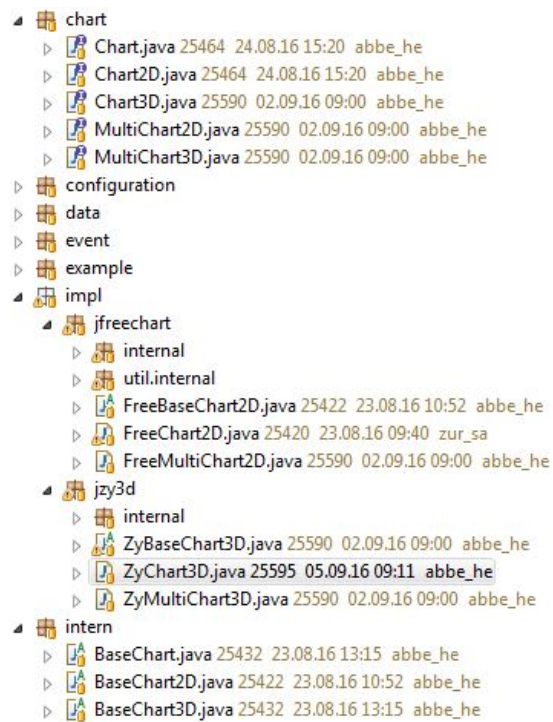 chart
Chart.java 25464 24.08.16 15:20 abbe_he
Chart2D.java 25464 24.08.16 15:20 abbe_he
Chart3D.java 25590 02.09.16 09:00 abbe_he
MultiChart2D.java 25590 02.09.16 09:00 abbe_he
MultiChart3D.java 25590 02.09.16 09:00 abbe_he
configuration
data
event
example
impl
jfreechart
internal
util.internal
FreeBaseChart2D.java 25422 23.08.16 10:52 abbe_he
FreeChart2D.java 25420 23.08.16 09:40 zur_sa
FreeMultiChart2D.java 25590 02.09.16 09:00 abbe_he
jzy3d
internal
ZyBaseChart3D.java 25590 02.09.16 09:00 abbe_he
ZyChart3D.java 25595 05.09.16 09:11 abbe_he
ZyMultiChart3D.java 25590 02.09.16 09:00 abbe_he
intern
BaseChart.java 25432 23.08.16 13:15 abbe_he
BaseChart2D.java 25422 23.08.16 10:52 abbe_he
BaseChart3D.java 25432 23.08.16 13:15 abbe_he